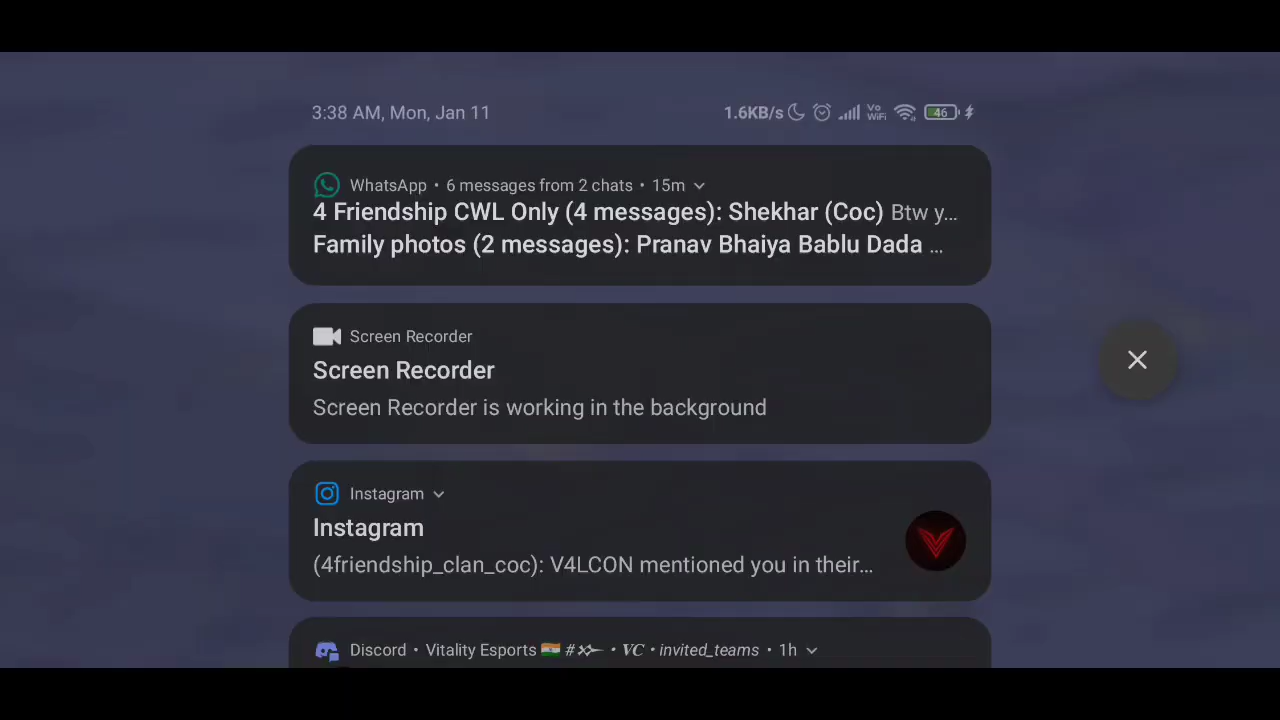 3:38 AM, Mon, Jan 11
1.6KB/s Vo WiFi 46
WhatsApp • 6 messages from 2 chats • 15m
4 Friendship CWL Only (4 messages): Shekhar (Coc) Btw y...
Family photos (2 messages): Pranav Bhaiya Bablu Dada ...
Screen Recorder
Screen Recorder
Screen Recorder is working in the background
Instagram
Instagram
(4friendship_clan_coc): V4LCON mentioned you in their...
Discord • Vitality Esports 🇮🇳 # • VC • invited_teams • 1h